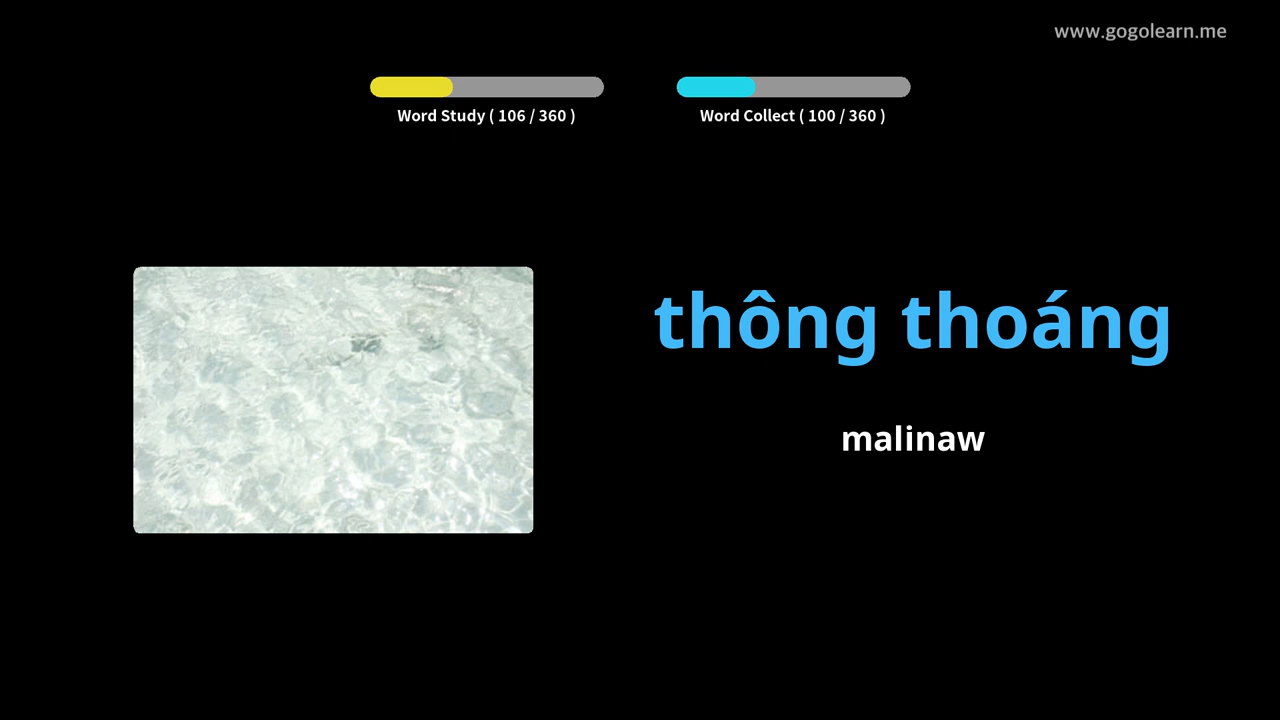 www.gogolearn.me
Word Study ( 106 / 360 )
Word Collect ( 100 / 360 )
thông thoáng
malinaw